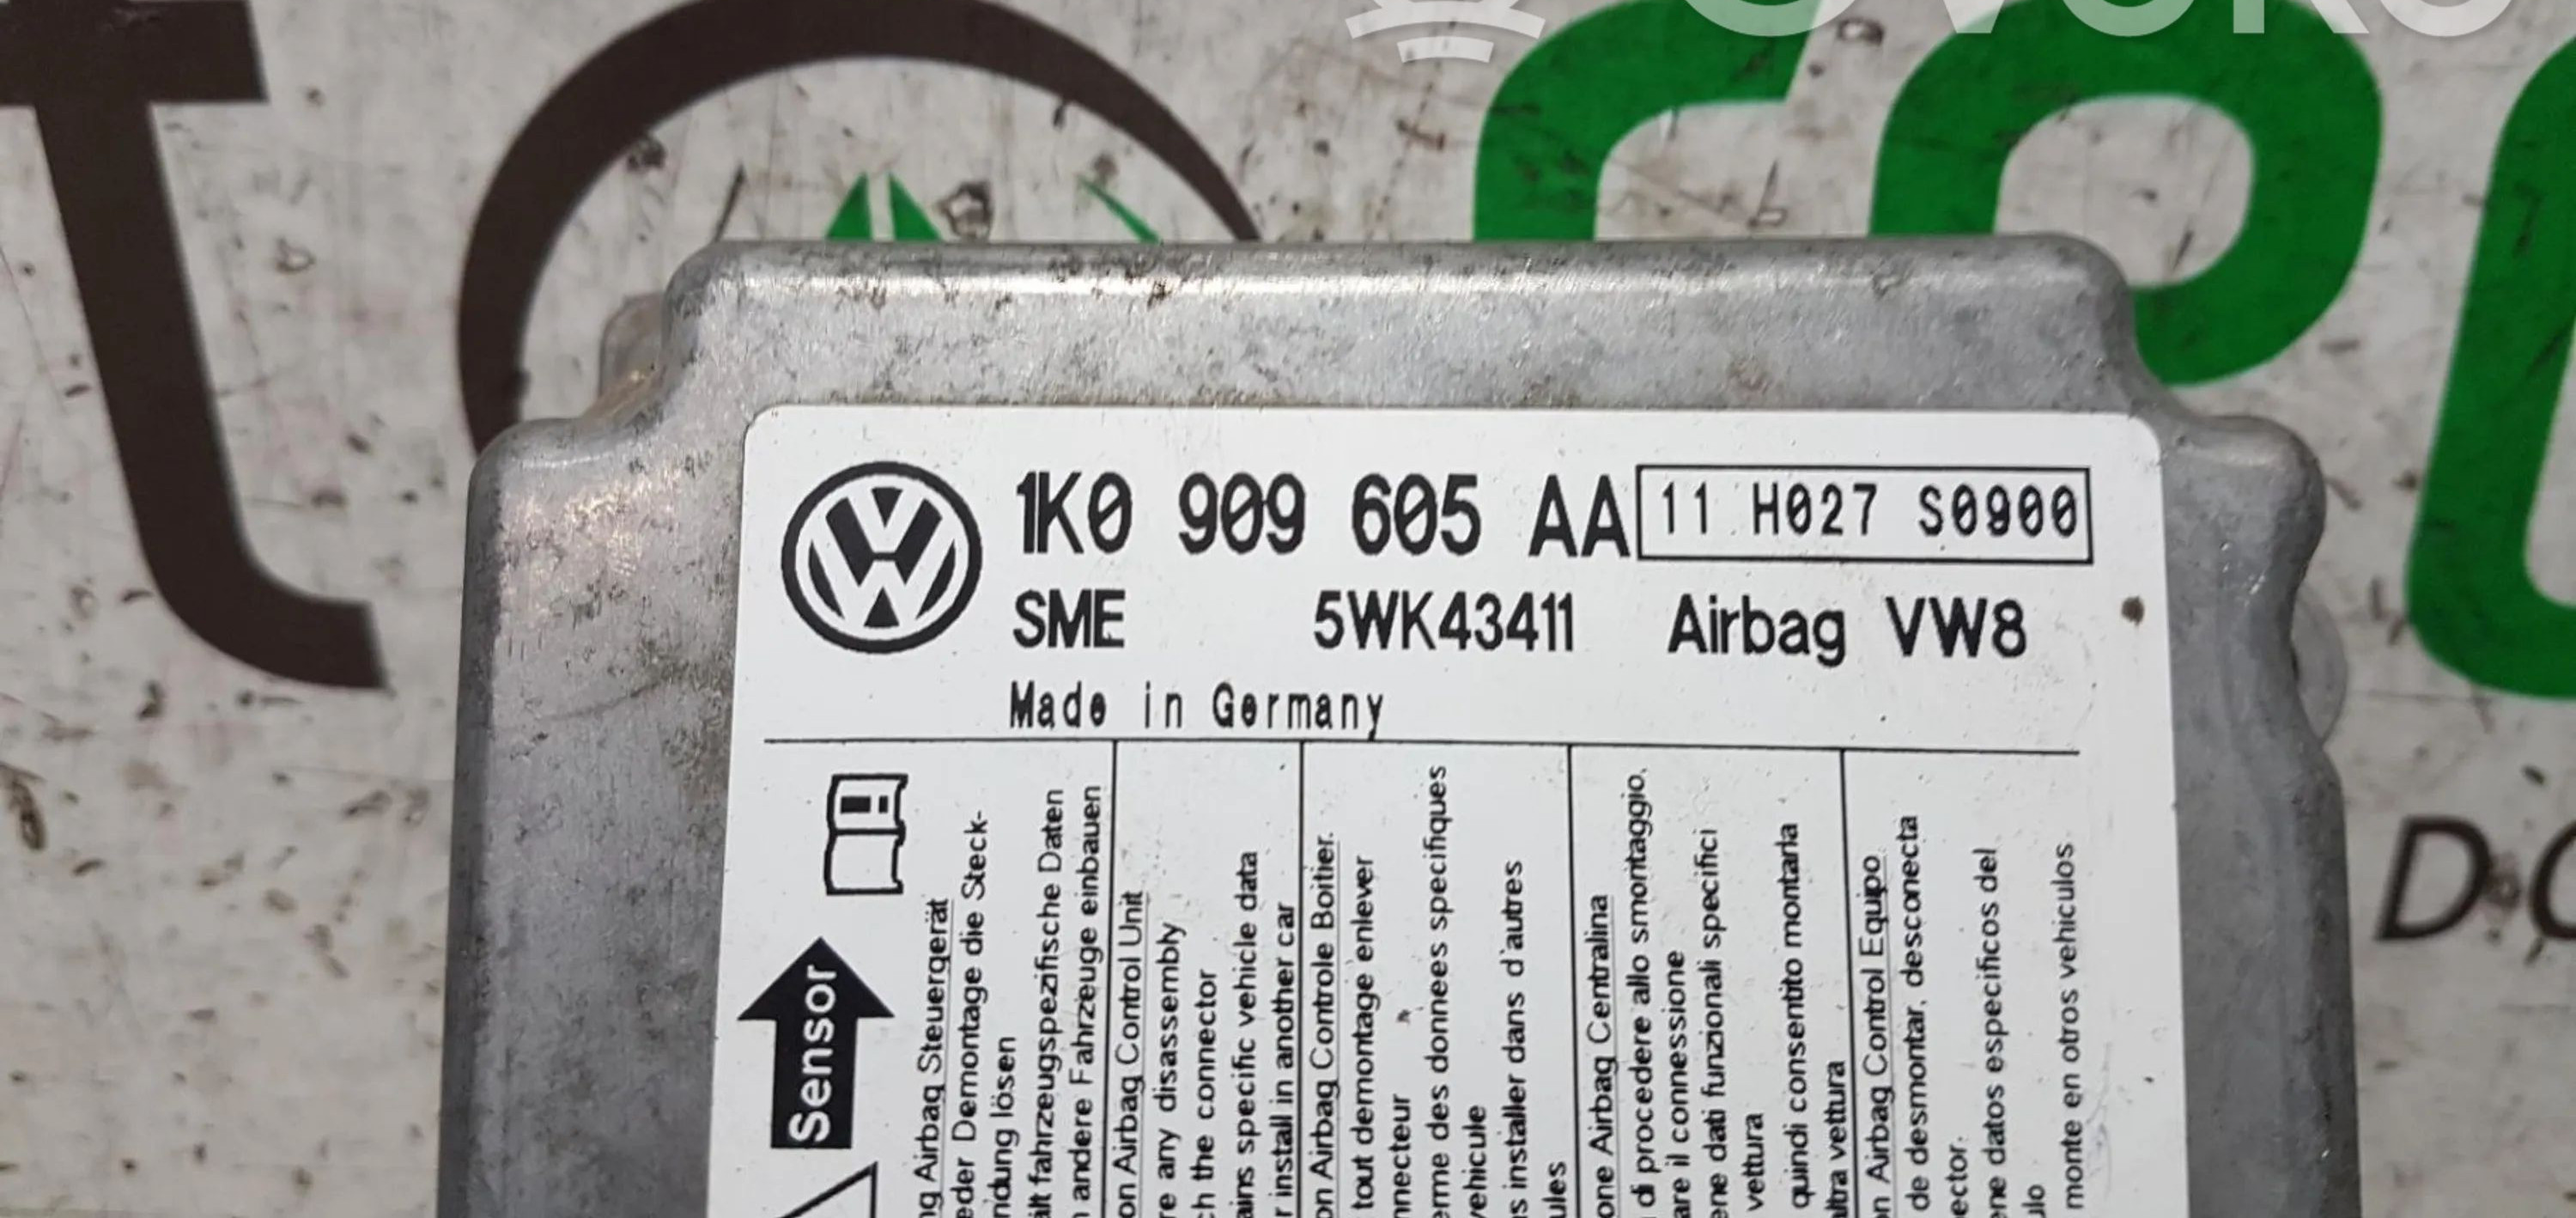 1K0 909 605 AA 11 H027 S0900
SME 5WK43411 Airbag VW8
Made in Germany
Sensor
Airbag Steuergerät
Demontage die Steck-
lösen
fahrzeugspezifische Daten
andere Fahrzeuge einbauen
Airbag Control Unit
any disassembly
the connector
specific vehicle data
install in another car
Airbag Controle Boitier.
tout demontage enlever
des donnees specifiques
vehicule
installer dans d'autres
Airbag Centralina
di procedere allo smontaggio.
il connessione
dati funzionali specifici
vettura
quindi consentito montarla
vettura
Airbag Control Equipo
de desmontar, desconecta
datos especificos del
monte en otros vehiculos